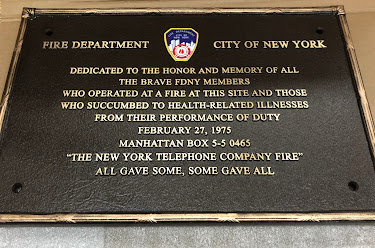 FIRE DEPARTMENT CITY OF NEW YORK
DEDICATED TO THE HONOR AND MEMORY OF ALL
THE BRAVE FDNY MEMBERS
WHO OPERATED AT A FIRE AT THIS SITE AND THOSE
WHO SUCCUMBED TO HEALTH-RELATED ILLNESSES
FROM THEIR PERFORMANCE OF DUTY
FEBRUARY 27, 1975
MANHATTAN BOX 5-5 0465
"THE NEW YORK TELEPHONE COMPANY FIRE"
ALL GAVE SOME, SOME GAVE ALL